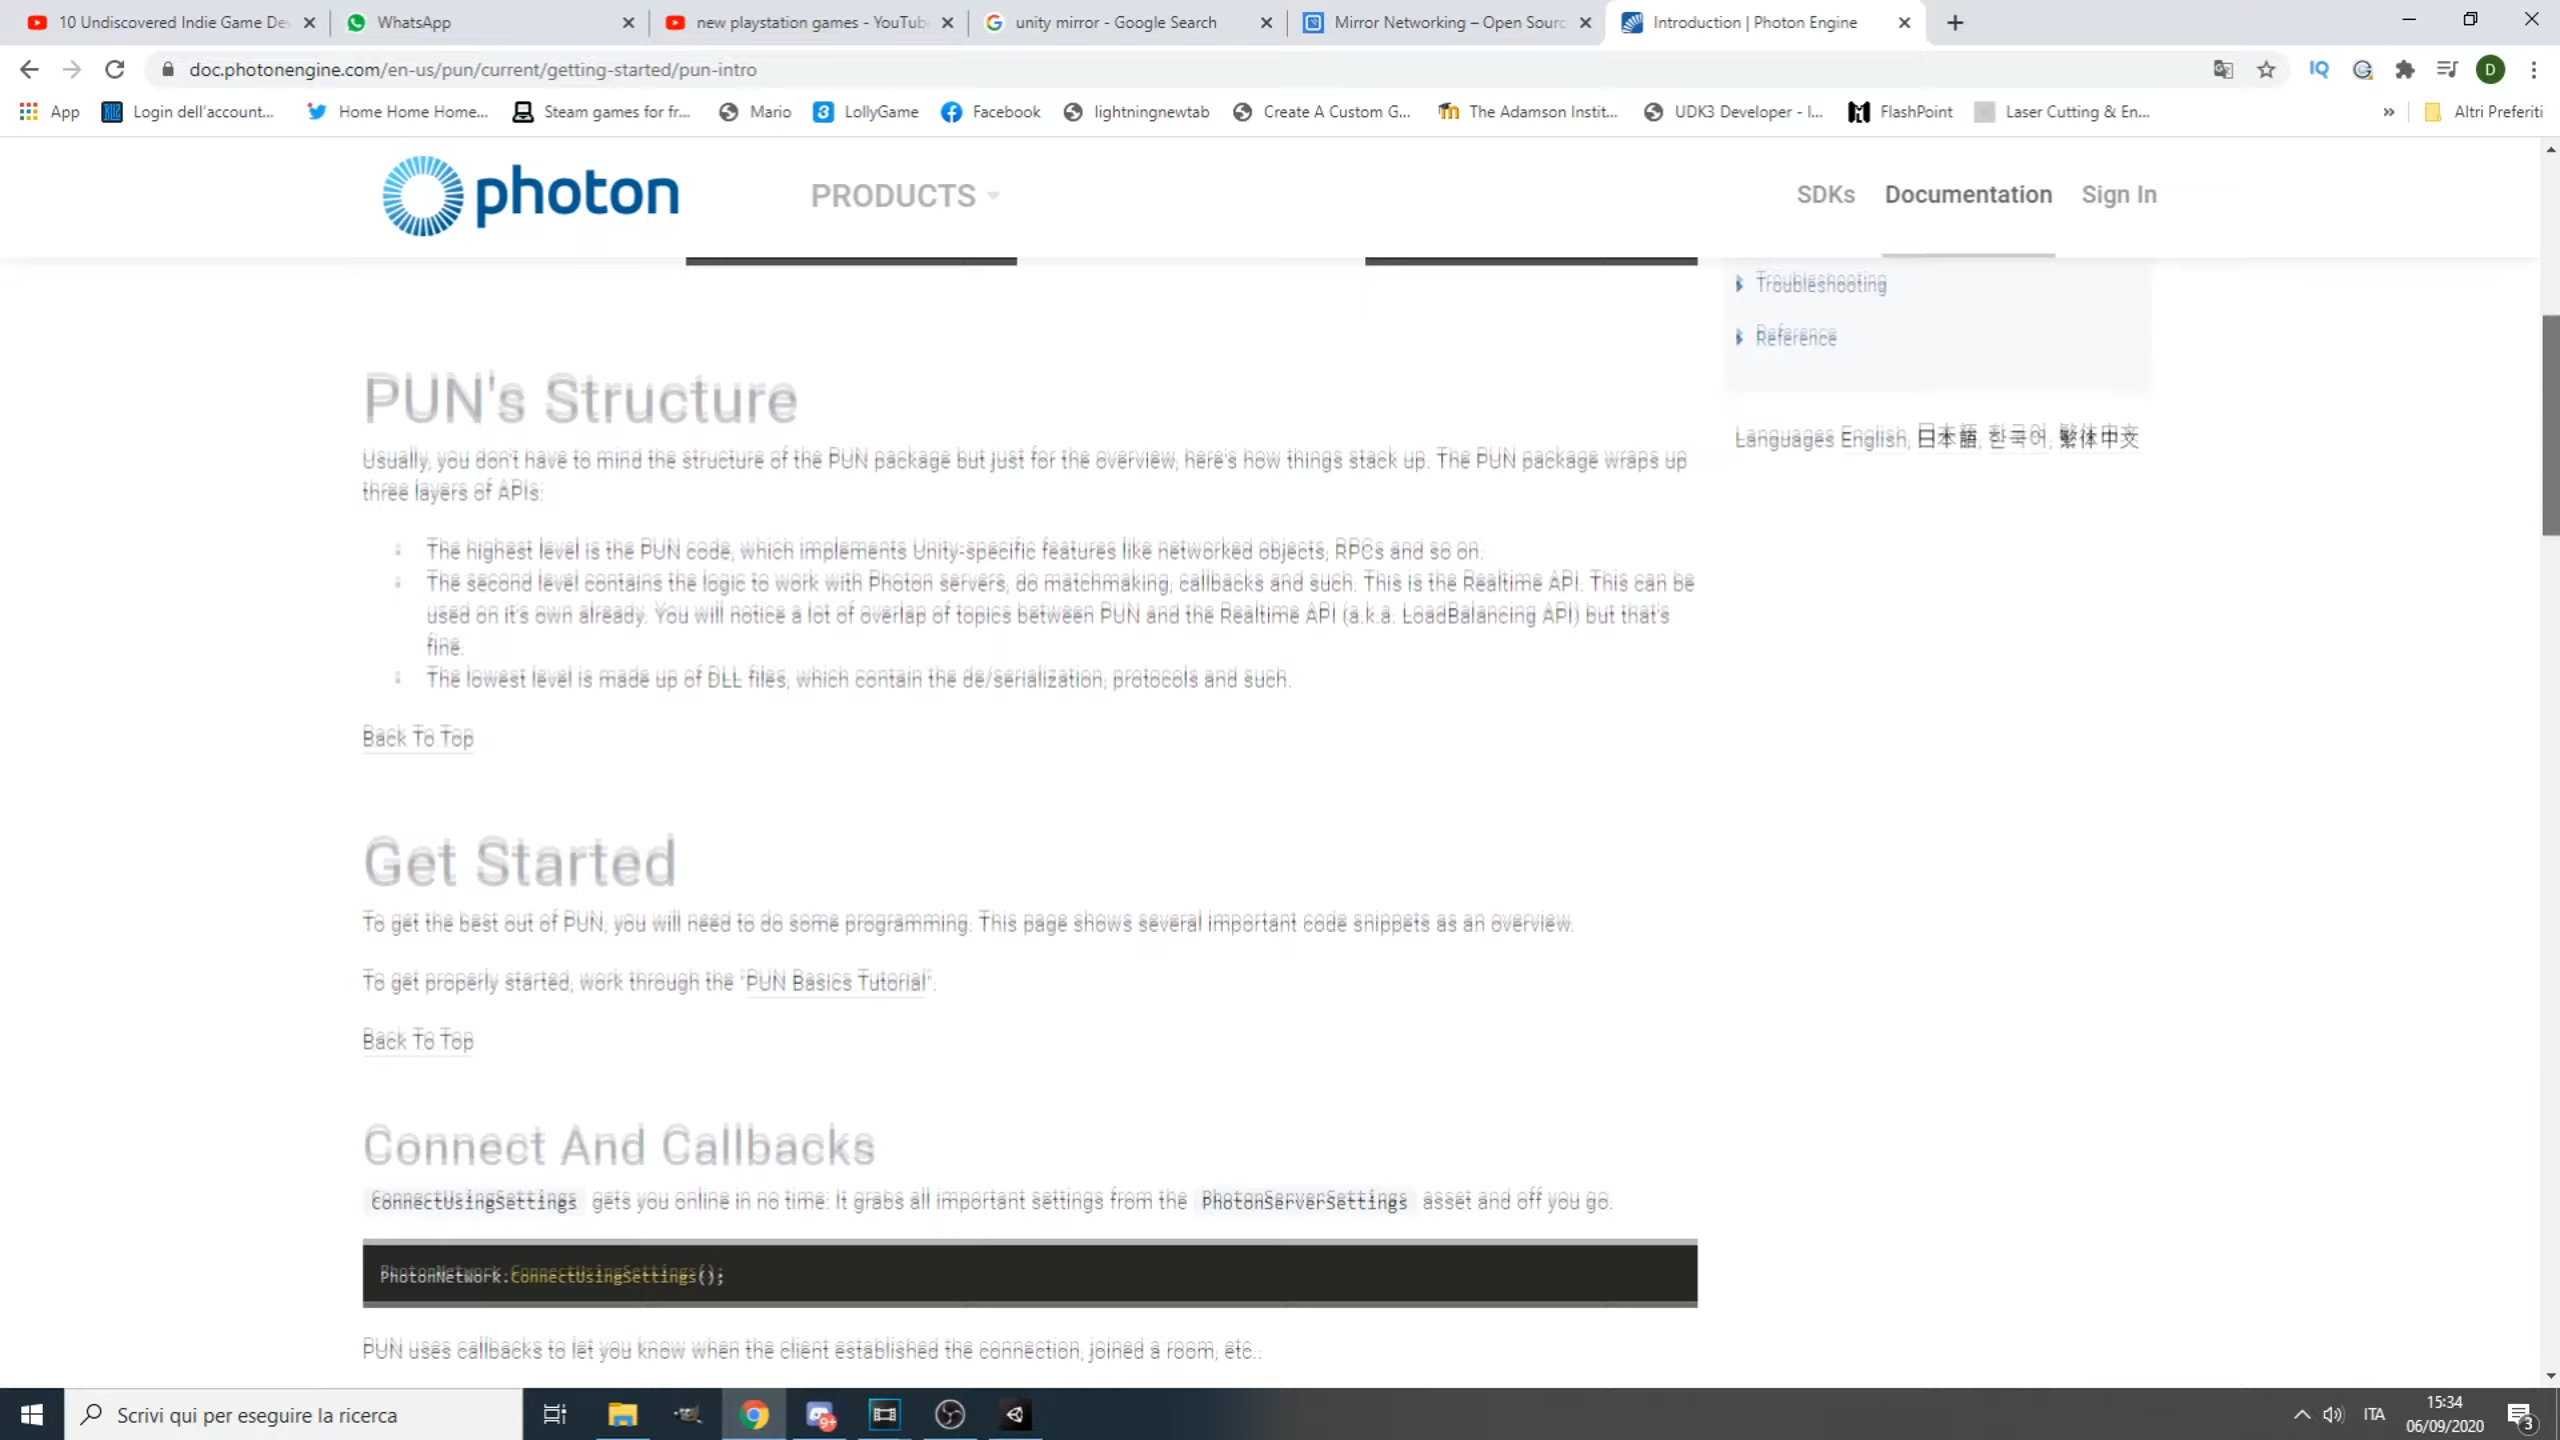 10 Undiscovered Indie Game De
WhatsApp
new playstation games - YouTub
unity mirror - Google Search
Mirror Networking – Open Sourc
Introduction | Photon Engine
doc.photonengine.com/en-us/pun/current/getting-started/pun-intro
IQ
D
App
Login dell'account...
Home Home Home...
Steam games for fr...
Mario
LollyGame
Facebook
lightningnewtab
Create A Custom G...
The Adamson Instit...
UDK3 Developer - I...
FlashPoint
Laser Cutting & En...
»
Altri Preferiti
photon
PRODUCTS
SDKs
Documentation
Sign In
Troubleshooting
Reference
Languages English, 日本語, 한국어, 繁体中文
PUN's Structure
Usually, you don't have to mind the structure of the PUN package but just for the overview, here's how things stack up. The PUN package wraps up
three layers of APIs:
The highest level is the PUN code, which implements Unity-specific features like networked objects, RPCs and so on.
The second level contains the logic to work with Photon servers, do matchmaking, callbacks and such. This is the Realtime API. This can be
used on it's own already. You will notice a lot of overlap of topics between PUN and the Realtime API (a.k.a. LoadBalancing API) but that's
fine.
The lowest level is made up of DLL files, which contain the de/serialization, protocols and such.
Back To Top
Get Started
To get the best out of PUN, you will need to do some programming. This page shows several important code snippets as an overview.
To get properly started, work through the "PUN Basics Tutorial".
Back To Top
Connect And Callbacks
ConnectUsingSettings gets you online in no time: It grabs all important settings from the PhotonServerSettings asset and off you go.
PhotonNetwork.ConnectUsingSettings();
PUN uses callbacks to let you know when the client established the connection, joined a room, etc..
Scrivi qui per eseguire la ricerca
9+
ITA
15:34
06/09/2020
3